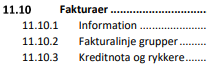 11.10 Fakturaer ................................
11.10.1 Information ......................
11.10.2 Fakturalinje grupper..........
11.10.3 Kreditnota og rykkere.......